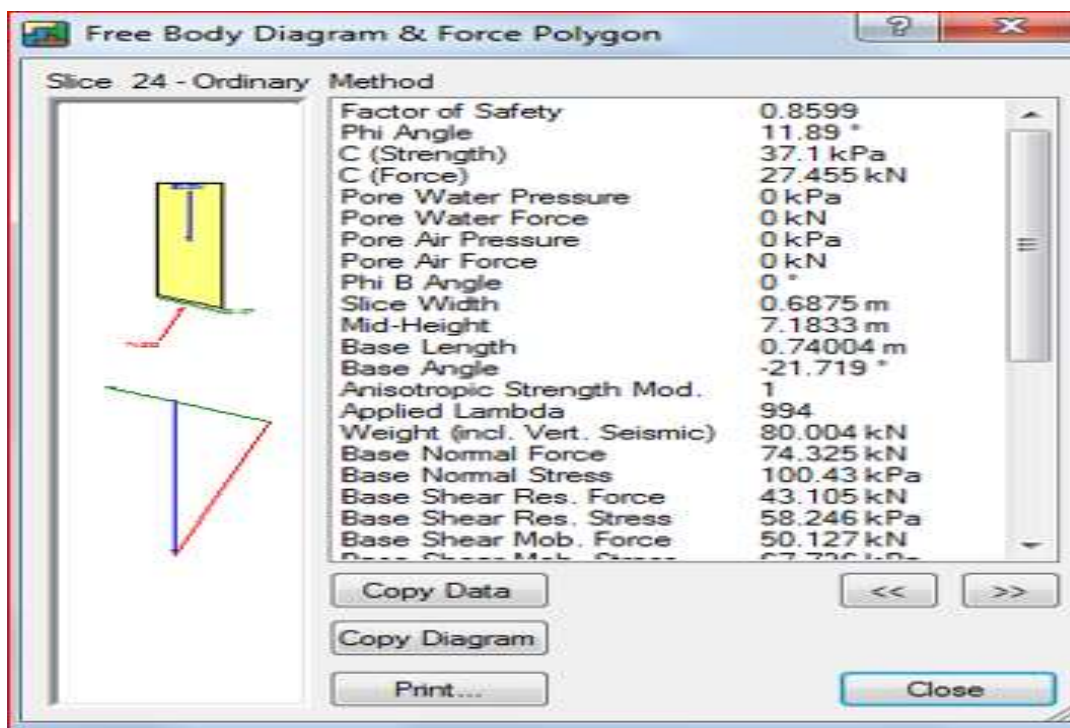 Free Body Diagram & Force Polygon
Slice 24 - Ordinary Method
Factor of Safety 0.8599
Phi Angle 11.89 °
C (Strength) 37.1 kPa
C (Force) 27.455 kN
Pore Water Pressure 0 kPa
Pore Water Force 0 kN
Pore Air Pressure 0 kPa
Pore Air Force 0 kN
Phi B Angle 0 °
Slice Width 0.6875 m
Mid-Height 7.1833 m
Base Length 0.74004 m
Base Angle -21.719 °
Anisotropic Strength Mod. 1
Applied Lambda 994
Weight (incl. Vert. Seismic) 80.004 kN
Base Normal Force 74.325 kN
Base Normal Stress 100.43 kPa
Base Shear Res. Force 43.105 kN
Base Shear Res. Stress 58.246 kPa
Base Shear Mob. Force 50.127 kN
Copy Data
<< >>
Copy Diagram
Print...
Close